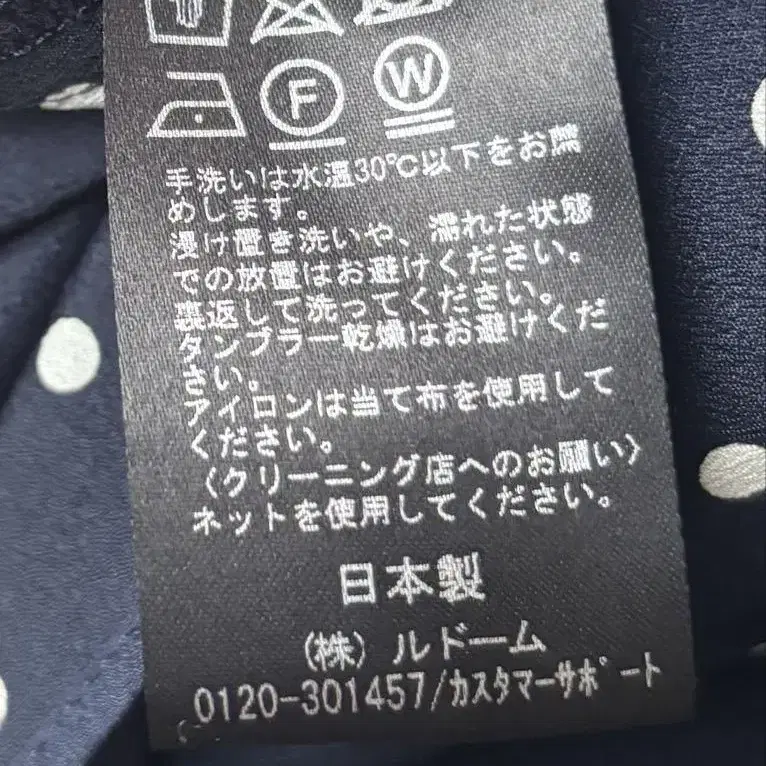 F
W
手洗いは水温30℃以下をお薦
めします。
浸け置き洗いや、濡れた状態
での放置はお避けください。
裏返して洗ってください。
タンブラー乾燥はお避けくだ
さい。
アイロンは当て布を使用して
ください。
〈クリーニング店へのお願い〉
ネットを使用してください。
日本製
(株) ルドーム
0120-301457/カスタマーサポート